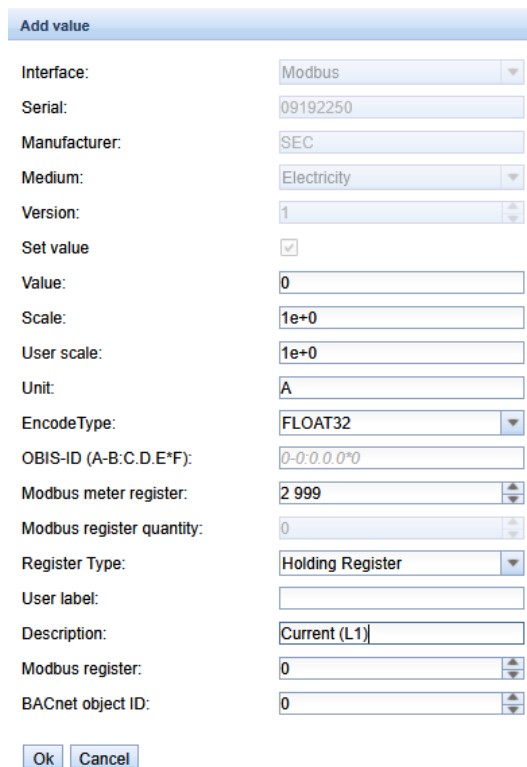 Add value
Interface: Modbus
Serial: 09192250
Manufacturer: SEC
Medium: Electricity
Version: 1
Set value
Value: 0
Scale: 1e+0
User scale: 1e+0
Unit: A
EncodeType: FLOAT32
OBIS-ID (A-B:C.D.E*F): 0-0:0.0.0*0
Modbus meter register: 2 999
Modbus register quantity: 0
Register Type: Holding Register
User label:
Description: Current (L1)
Modbus register: 0
BACnet object ID: 0
Ok Cancel